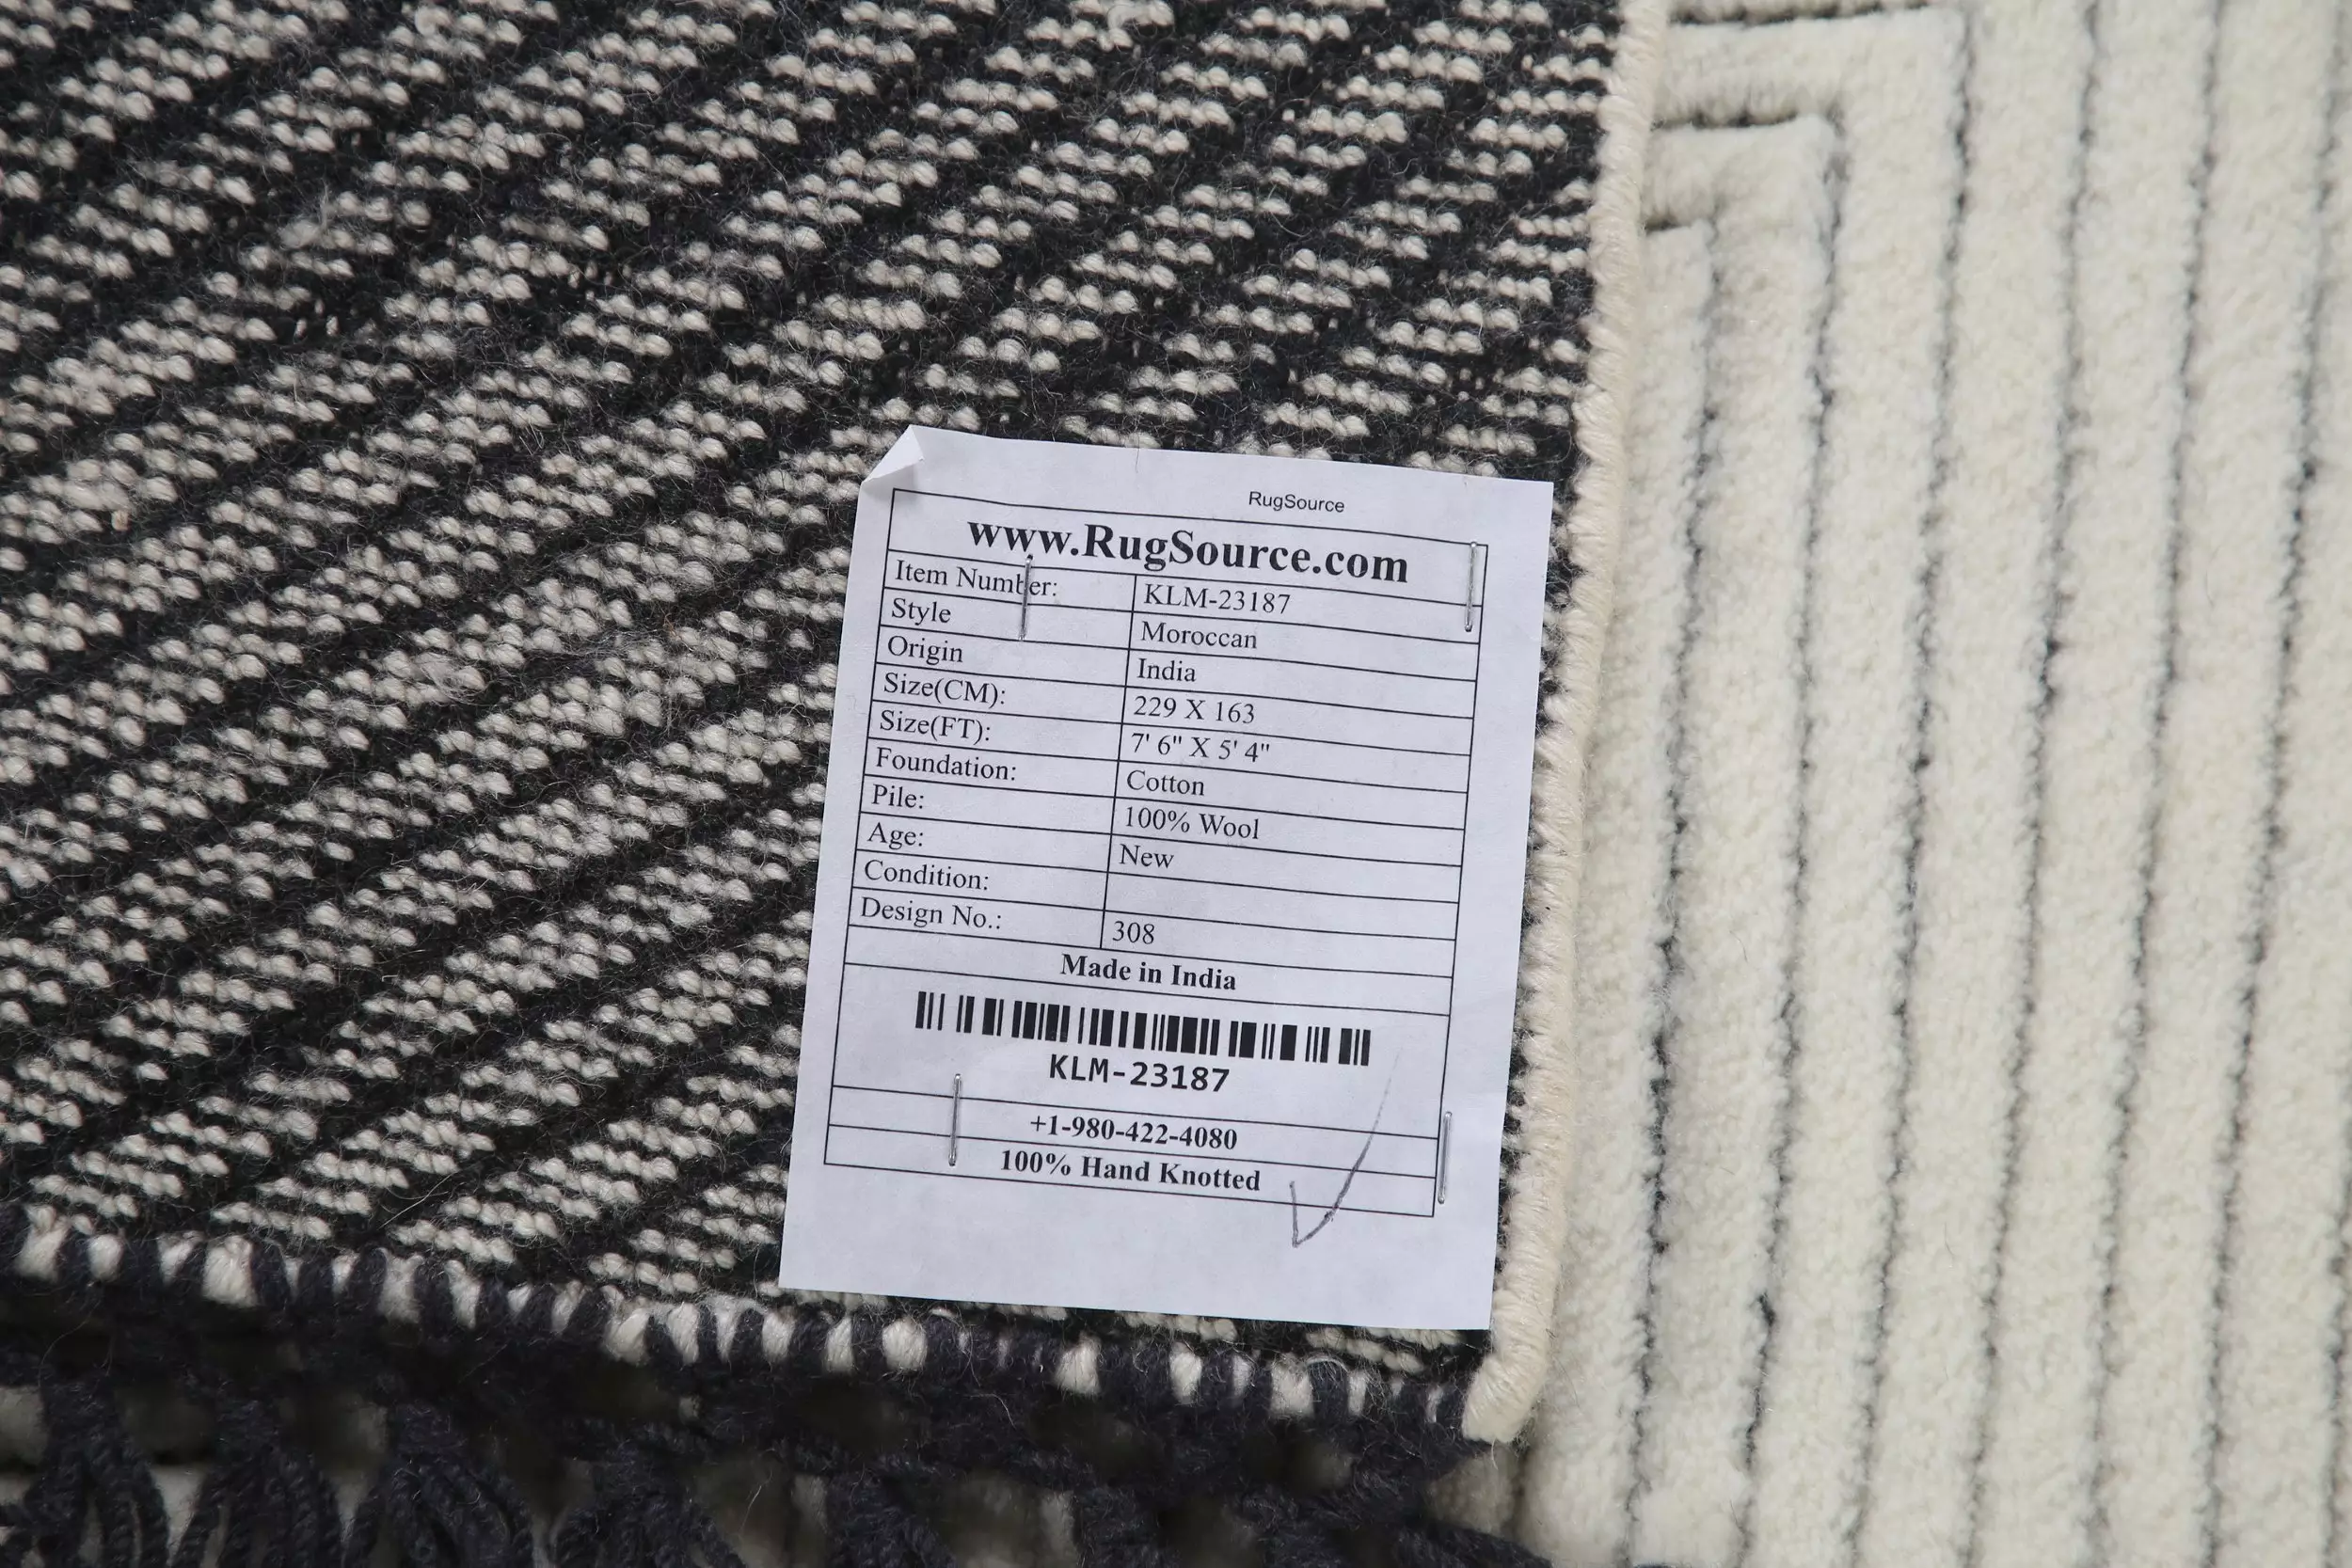 RugSource
www.RugSource.com
Item Number: KLM-23187
Style Moroccan
Origin India
Size(CM): 229 X 163
Size(FT): 7' 6" X 5' 4"
Foundation: Cotton
Pile: 100% Wool
Age: New
Condition:
Design No.: 308
Made in India
KLM-23187
+1-980-422-4080
100% Hand Knotted